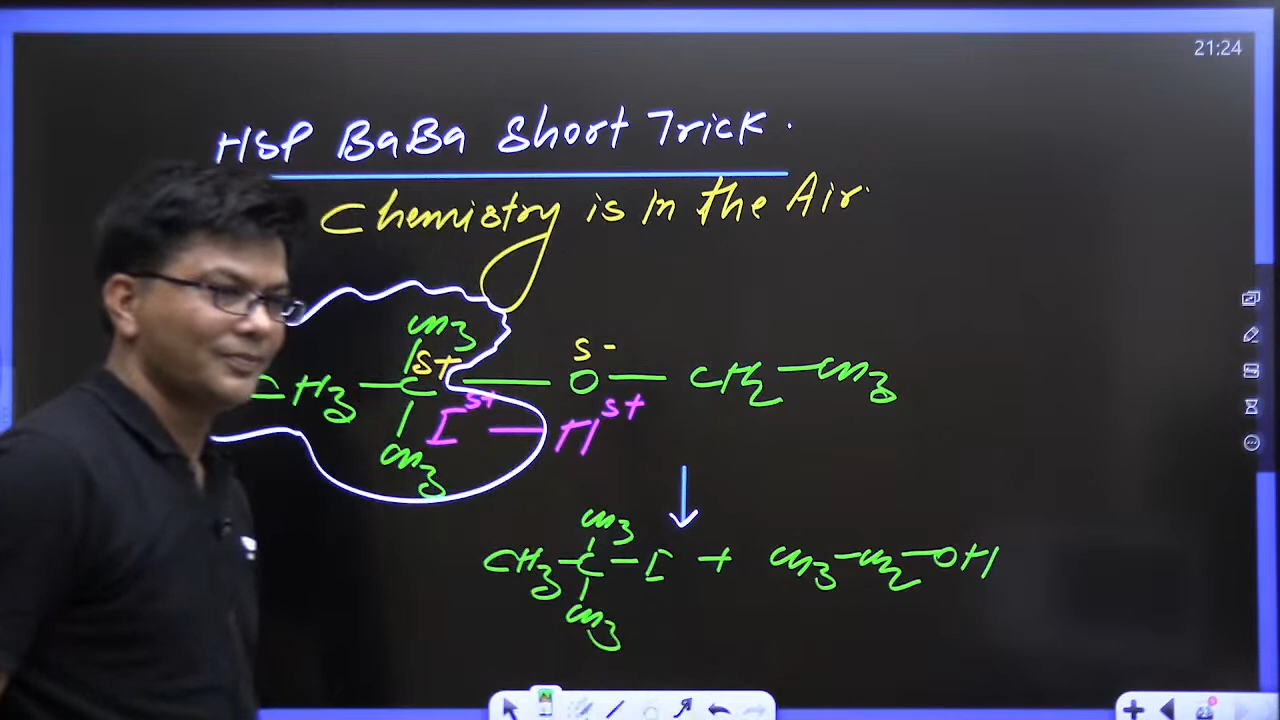 21:24
HSP BaBa Short Trick.
Chemistry is in the Air.
CH3
S+ S-
CH3 — C — O — CH2 — CH3
S+ S+
I — H
CH3
CH3
CH3 — C — I + CH3 — CH2 — OH
CH3